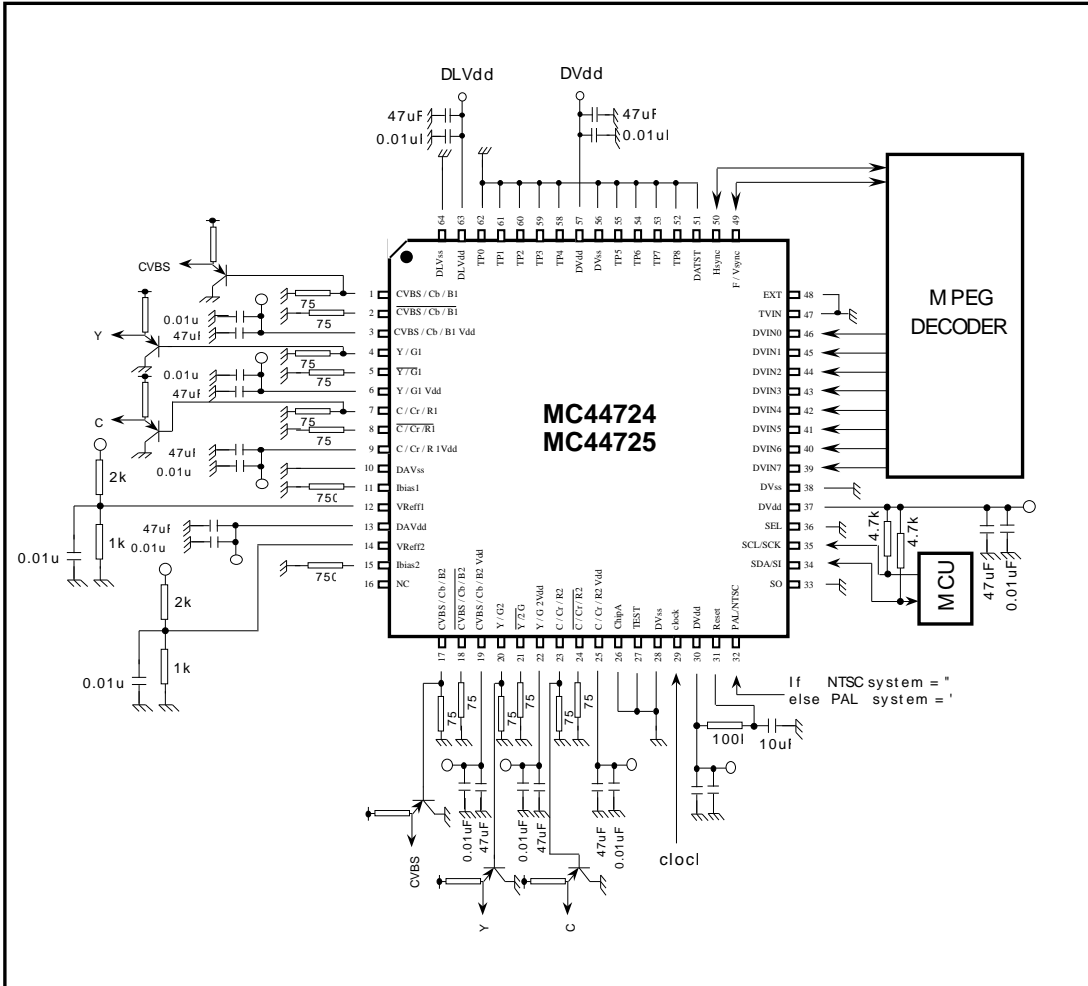 DLVdd
DVdd
47uF
0.01ul
47uF
0.01ul
64 63 62 61 60 59 58 57 56 55 54 53 52 51 50 49
DLVss DLVdd TP0 TP1 TP2 TP3 TP4 DVdd DVss TP5 TP6 TP7 TP8 DATST Hsync F / Vsync
MPEG
DECODER
MC44724
MC44725
CVBS
Y
C
1 CVBS / Cb / B1
75
2 CVBS / Cb / B1
75
0.01u
47uF
3 CVBS / Cb / B1 Vdd
4 Y / G1
75
5 Y / G1
75
0.01u
47uF
6 Y / G1 Vdd
7 C / Cr / R1
75
8 C / Cr /R1
75
47uF
0.01u
9 C / Cr / R 1Vdd
10 DAVss
11 Ibias1
750
12 VReff1
2k
1k
0.01u
47uF
0.01u
13 DAVdd
14 VReff2
15 Ibias2
750
16 NC
2k
1k
0.01u
EXT 48
TVIN 47
DVIN0 46
DVIN1 45
DVIN2 44
DVIN3 43
DVIN4 42
DVIN5 41
DVIN6 40
DVIN7 39
DVss 38
DVdd 37
SEL 36
SCL/SCK 35
SDA/SI 34
SO 33
4.7k
4.7k
MCU
47uF
0.01uF
CVBS / Cb / B2 CVBS / Cb / B2 CVBS / Cb / B2 Vdd Y / G2 Y /2G Y / G 2Vdd C / Cr / R2 C / Cr / R2 C / Cr / R2 Vdd ChipA TEST DVss clock DVdd Reset PAL/NTSC
17 18 19 20 21 22 23 24 25 26 27 28 29 30 31 32
75 75 75 75 75 75
If NTSC system = "
else PAL system = '
100l
10uF
0.01uF 47uF 0.01uF 47uF 47uF 0.01uF
clocl
CVBS
Y
C